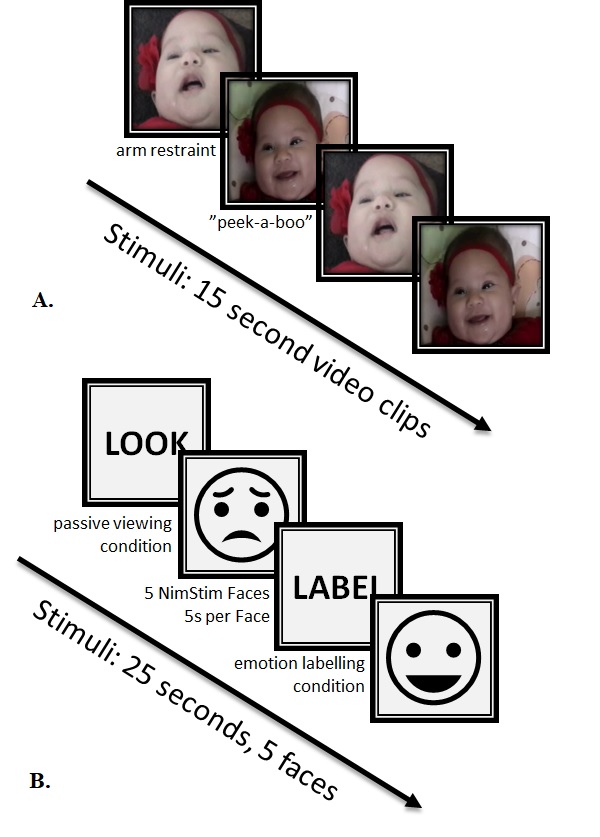 arm restraint
”peek-a-boo”
Stimuli: 15 second video clips
A.
LOOK
passive viewing
condition
5 NimStim Faces
5s per Face
LABEL
emotion labelling
condition
Stimuli: 25 seconds, 5 faces
B.